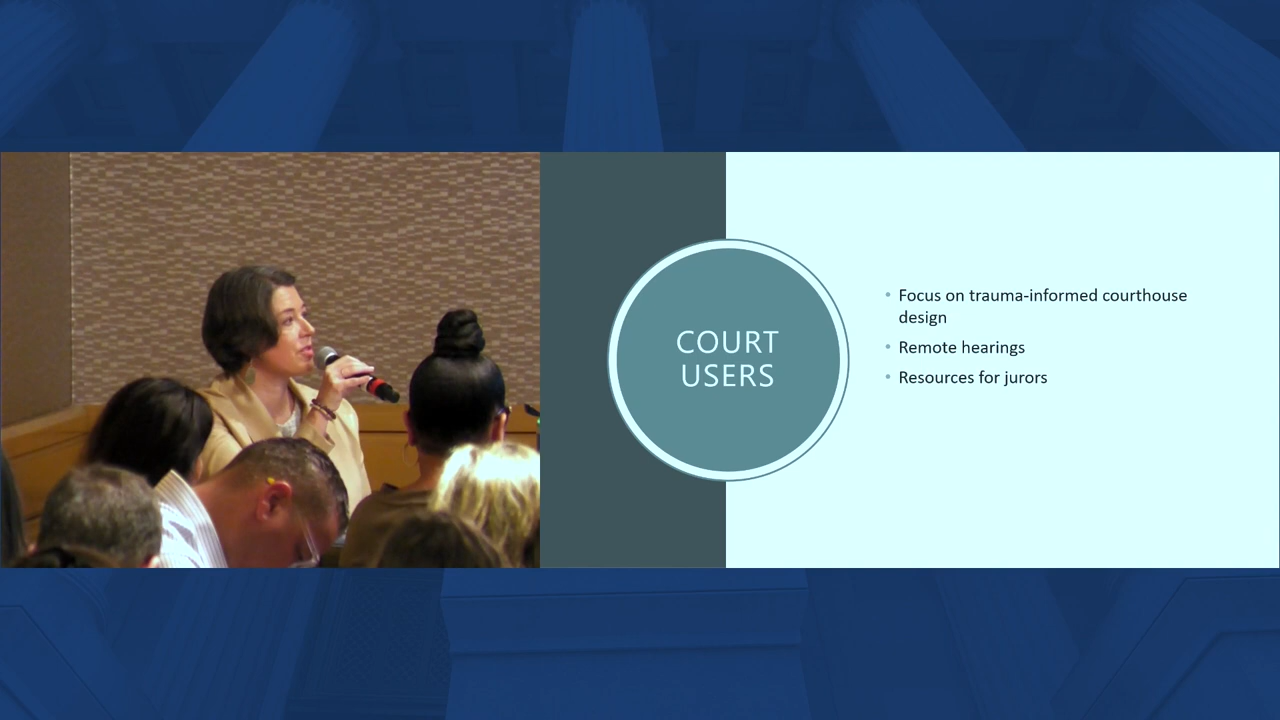 COURT
USERS
• Focus on trauma-informed courthouse
design
• Remote hearings
• Resources for jurors